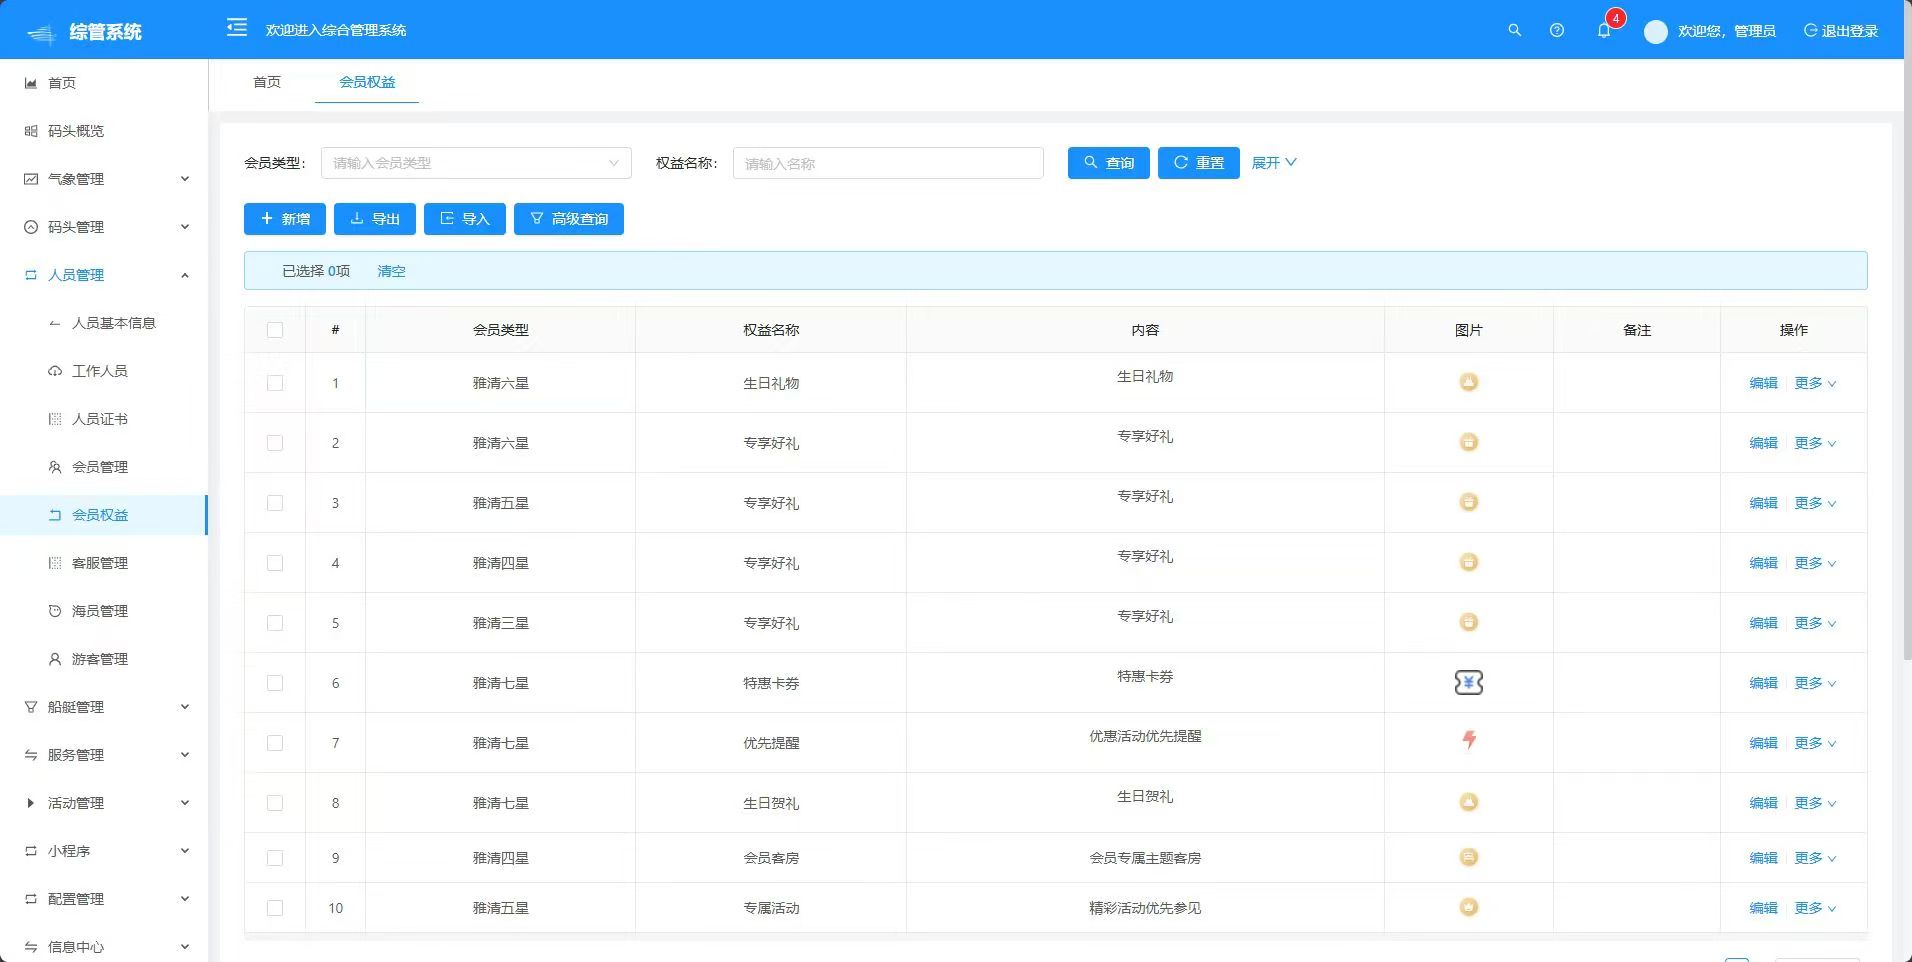 综管系统
欢迎进入综合管理系统
4
欢迎您，管理员
退出登录
首页
码头概览
气象管理
码头管理
人员管理
人员基本信息
工作人员
人员证书
会员管理
会员权益
客服管理
海员管理
游客管理
船艇管理
服务管理
活动管理
小程序
配置管理
信息中心
首页 会员权益
会员类型： 请输入会员类型 权益名称： 请输入名称 查询 重置 展开
新增 导出 导入 高级查询
已选择 0项 清空
# 会员类型 权益名称 内容 图片 备注 操作
1 雅清六星 生日礼物 生日礼物 编辑 更多
2 雅清六星 专享好礼 专享好礼 编辑 更多
3 雅清五星 专享好礼 专享好礼 编辑 更多
4 雅清四星 专享好礼 专享好礼 编辑 更多
5 雅清三星 专享好礼 专享好礼 编辑 更多
6 雅清七星 特惠卡券 特惠卡券 ¥ 编辑 更多
7 雅清七星 优先提醒 优惠活动优先提醒 编辑 更多
8 雅清七星 生日贺礼 生日贺礼 编辑 更多
9 雅清四星 会员客房 会员专属主题客房 编辑 更多
10 雅清五星 专属活动 精彩活动优先参见 编辑 更多